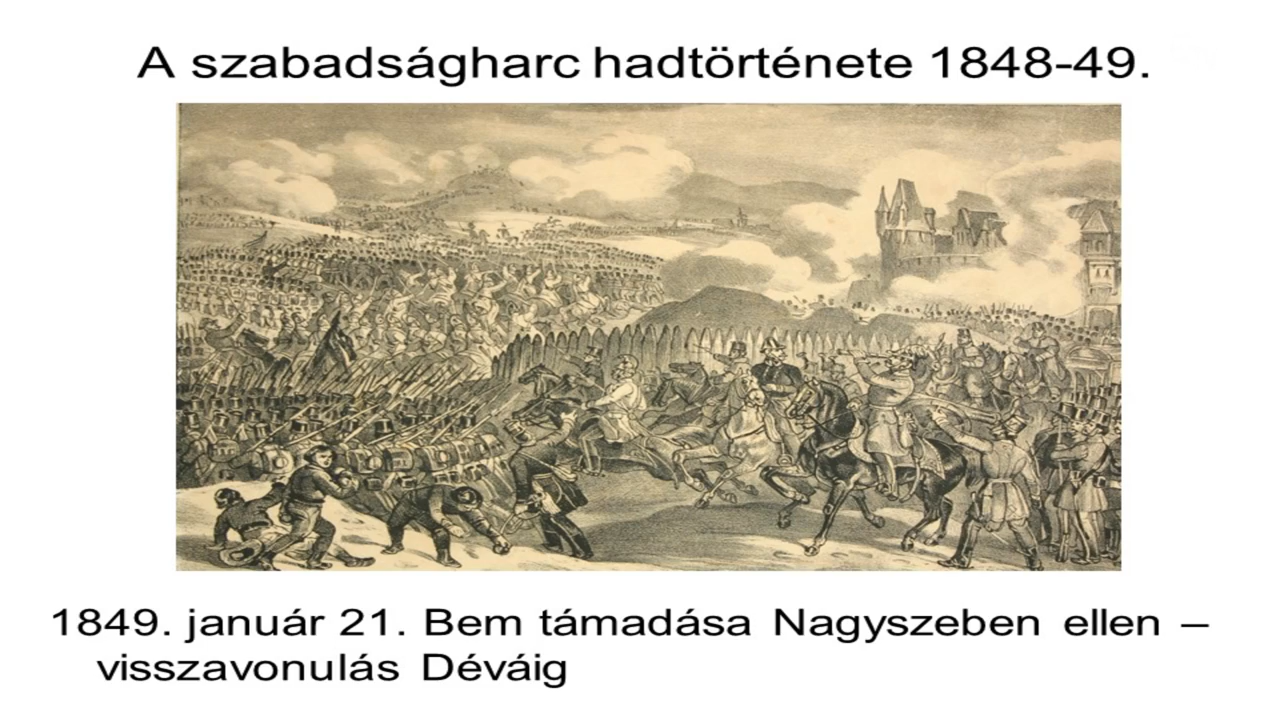 A szabadságharc hadtörténete 1848-49.
1849. január 21. Bem támadása Nagyszeben ellen –
visszavonulás Déváig